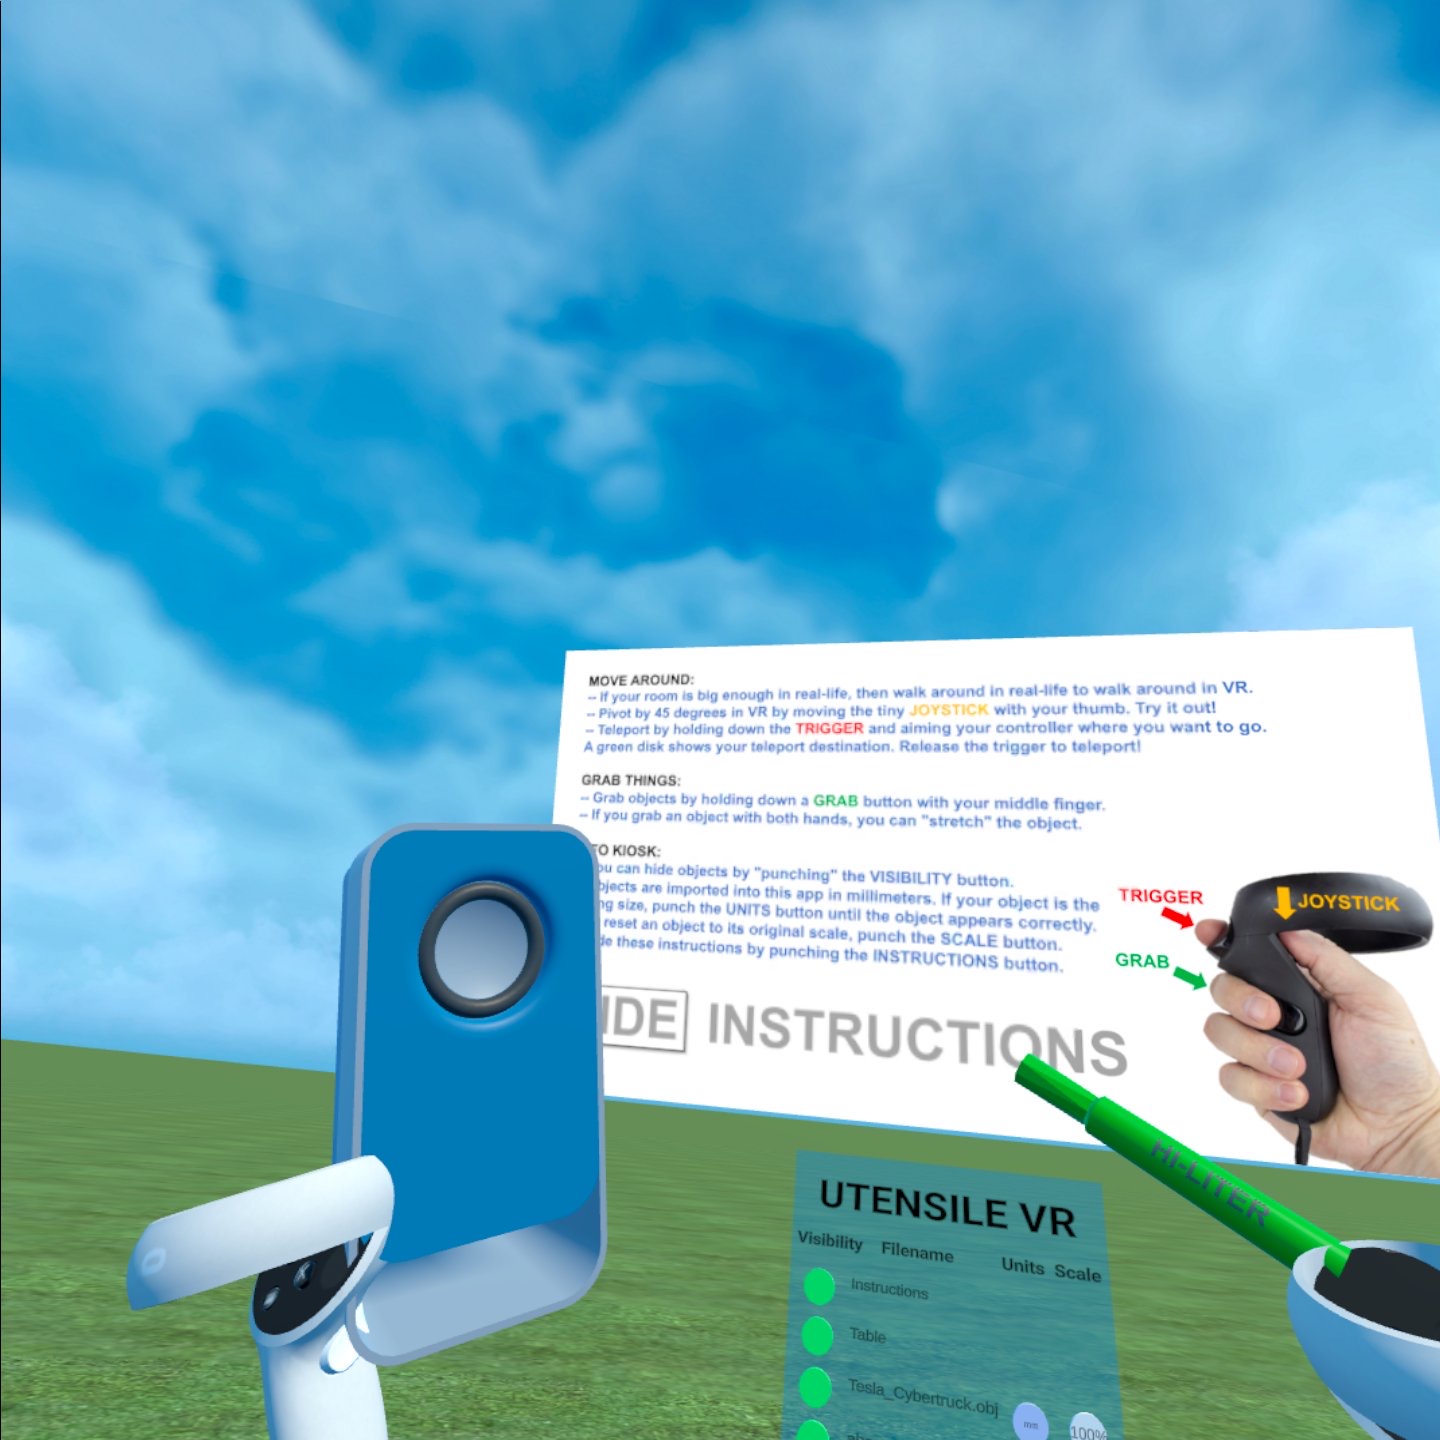 MOVE AROUND:
-- If your room is big enough in real-life, then walk around in real-life to walk around in VR.
-- Pivot by 45 degrees in VR by moving the tiny JOYSTICK with your thumb. Try it out!
-- Teleport by holding down the TRIGGER and aiming your controller where you want to go.
A green disk shows your teleport destination. Release the trigger to teleport!
GRAB THINGS:
-- Grab objects by holding down a GRAB button with your middle finger.
-- If you grab an object with both hands, you can "stretch" the object.
TO KIOSK:
can hide objects by "punching" the VISIBILITY button.
are imported into this app in millimeters. If your object is the
size, punch the UNITS button until the object appears correctly.
reset an object to its original scale, punch the SCALE button.
these instructions by punching the INSTRUCTIONS button.
INSTRUCTIONS
TRIGGER
JOYSTICK
GRAB
HI-LITER
UTENSILE VR
Visibility Filename Units Scale
Instructions
Table
Tesla_Cybertruck.obj
mm 100%
X